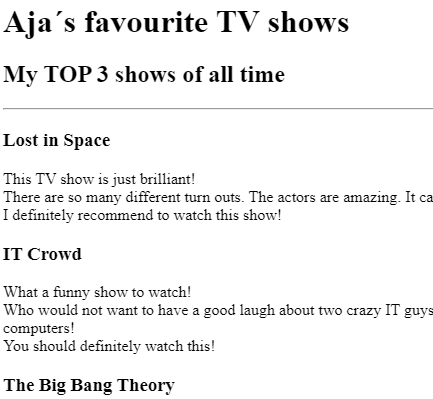 Aja´s favourite TV shows
My TOP 3 shows of all time
Lost in Space
This TV show is just brilliant!
There are so many different turn outs. The actors are amazing. It ca
I definitely recommend to watch this show!
IT Crowd
What a funny show to watch!
Who would not want to have a good laugh about two crazy IT guys
computers!
You should definitely watch this!
The Big Bang Theory